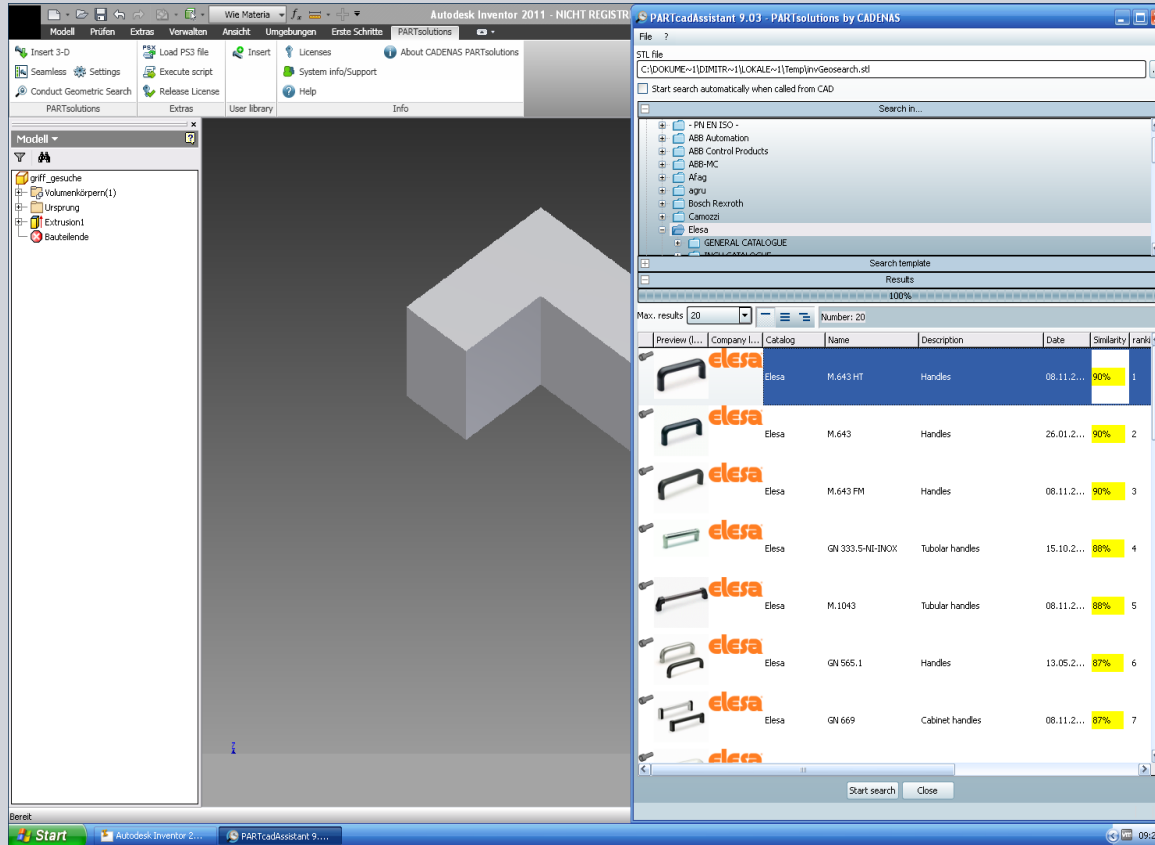 Wie Materia
Autodesk Inventor 2011 - NICHT REGISTR
Modell Prüfen Extras Verwalten Ansicht Umgebungen Erste Schritte PARTsolutions
Insert 3-D
Seamless Settings
Conduct Geometric Search
PARTsolutions
Load PS3 file
Execute script
Release License
Extras
Insert
User library
Licenses
System info/Support
Help
About CADENAS PARTsolutions
Info
Modell
griff_gesuche
Volumenkörpern(1)
Ursprung
Extrusion1
Bauteilende
Z
Bereit
PARTcadAssistant 9.03 - PARTsolutions by CADENAS
File ?
STL file
C:\DOKUME~1\DIMITR~1\LOKALE~1\Temp\invGeosearch.stl
Start search automatically when called from CAD
Search in...
- PN EN ISO -
ABB Automation
ABB Control Products
ABB-MC
Afag
agru
Bosch Rexroth
Camozzi
Elesa
GENERAL CATALOGUE
INCH CATALOGUE
Search template
Results
100%
Max. results 20 Number: 20
Preview (l... Company l... Catalog Name Description Date Similarity ranki
elesa Elesa M.643 HT Handles 08.11.2... 90% 1
elesa Elesa M.643 Handles 26.01.2... 90% 2
elesa Elesa M.643 FM Handles 08.11.2... 90% 3
elesa Elesa GN 333.5-NI-INOX Tubolar handles 15.10.2... 88% 4
elesa Elesa M.1043 Tubular handles 08.11.2... 88% 5
elesa Elesa GN 565.1 Handles 13.05.2... 87% 6
elesa Elesa GN 669 Cabinet handles 08.11.2... 87% 7
elesa
Start search Close
Start Autodesk Inventor 2... PARTcadAssistant 9.... 09:2